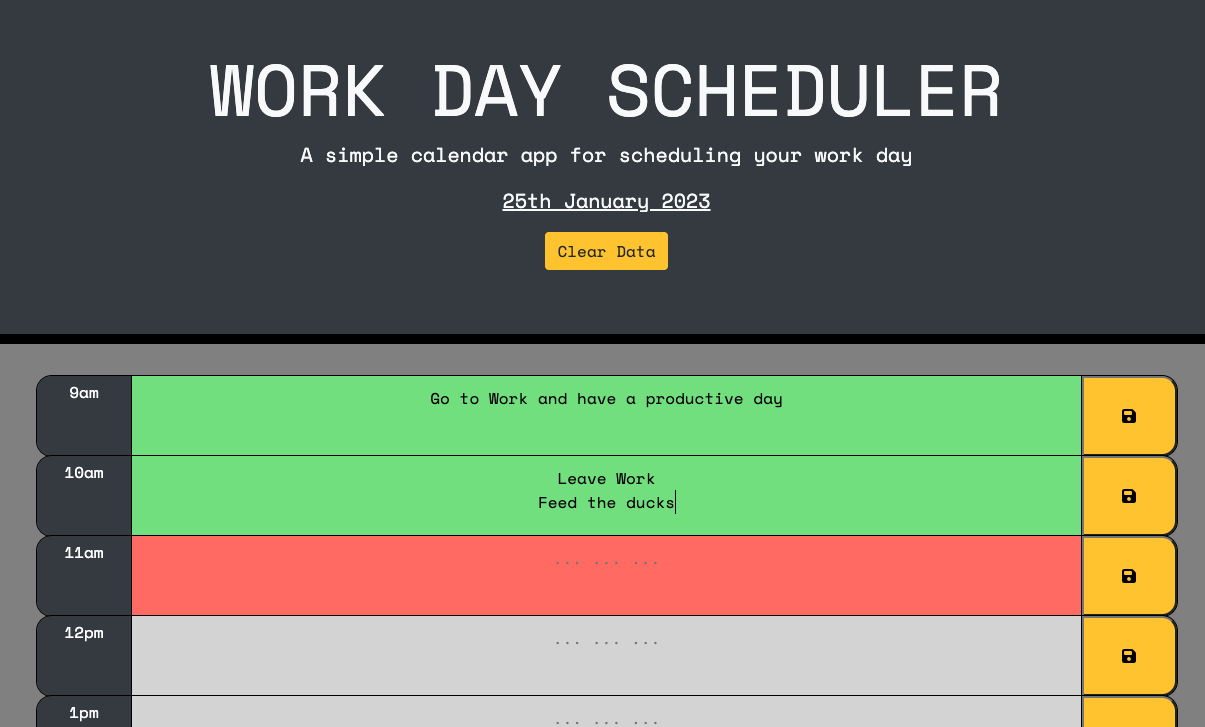 WORK DAY SCHEDULER
A simple calendar app for scheduling your work day
25th January 2023
Clear Data
9am
Go to Work and have a productive day
10am
Leave Work
Feed the ducks
11am
... ... ...
12pm
... ... ...
1pm
... ... ...